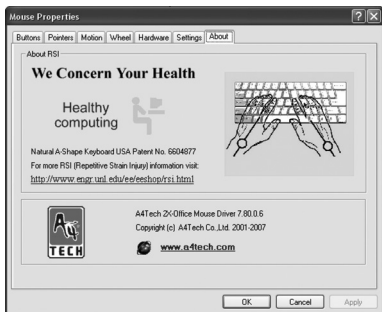 Mouse Properties
Buttons Pointers Motion Wheel Hardware Settings About
About RSI
We Concern Your Health
Healthy
computing
Natural A-Shape Keyboard USA Patent No. 6604877
For more RSI (Repetitive Strain Injury) information visit:
http://www.engr.unl.edu/ee/eeshop/rsi.html
A4
TECH
A4Tech 2X-Office Mouse Driver 7.80.0.6
Copyright (c) A4Tech Co.,Ltd. 2001-2007
www.a4tech.com
OK Cancel Apply